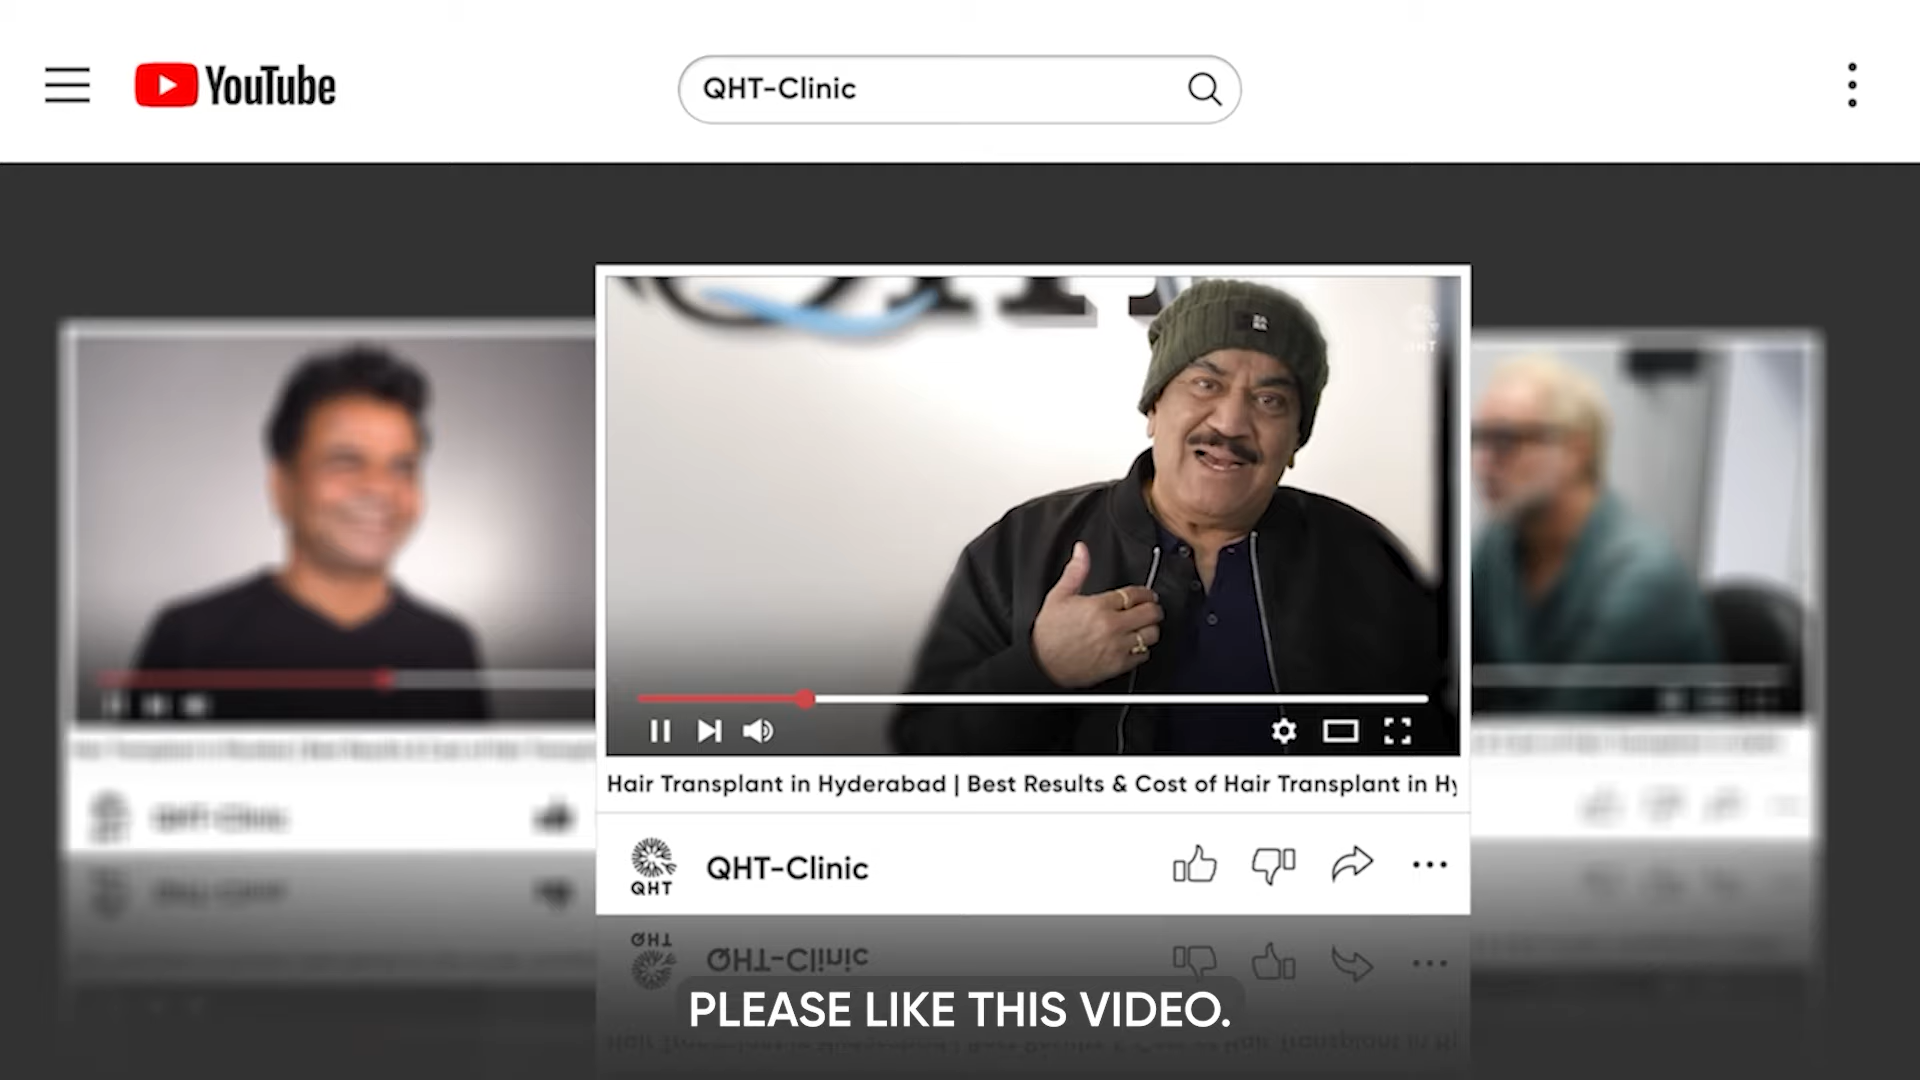 YouTube
QHT-Clinic
QHT
Hair Transplant in Hyderabad | Best Results & Cost of Hair Transplant in Hy
QHT
QHT-Clinic
PLEASE LIKE THIS VIDEO.